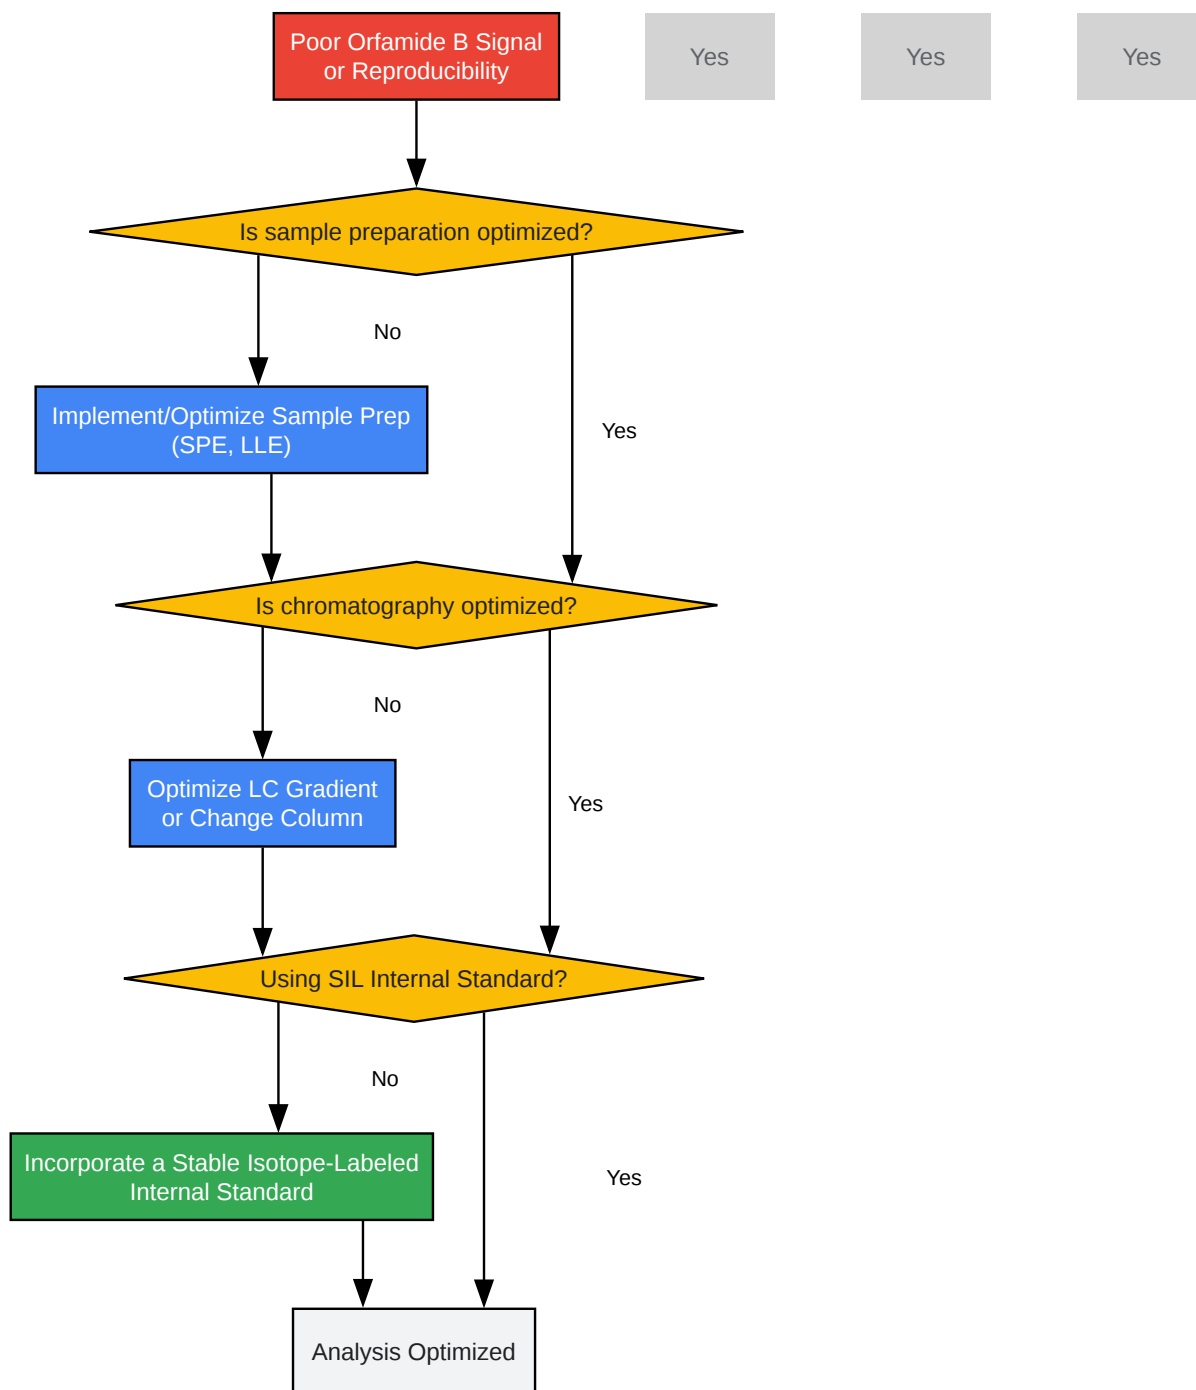 Poor Orfamide B Signal
or Reproducibility
Yes
Yes
Yes
Is sample preparation optimized?
No
Implement/Optimize Sample Prep
(SPE, LLE)
Yes
Is chromatography optimized?
No
Optimize LC Gradient
or Change Column
Yes
Using SIL Internal Standard?
No
Incorporate a Stable Isotope-Labeled
Internal Standard
Yes
Analysis Optimized